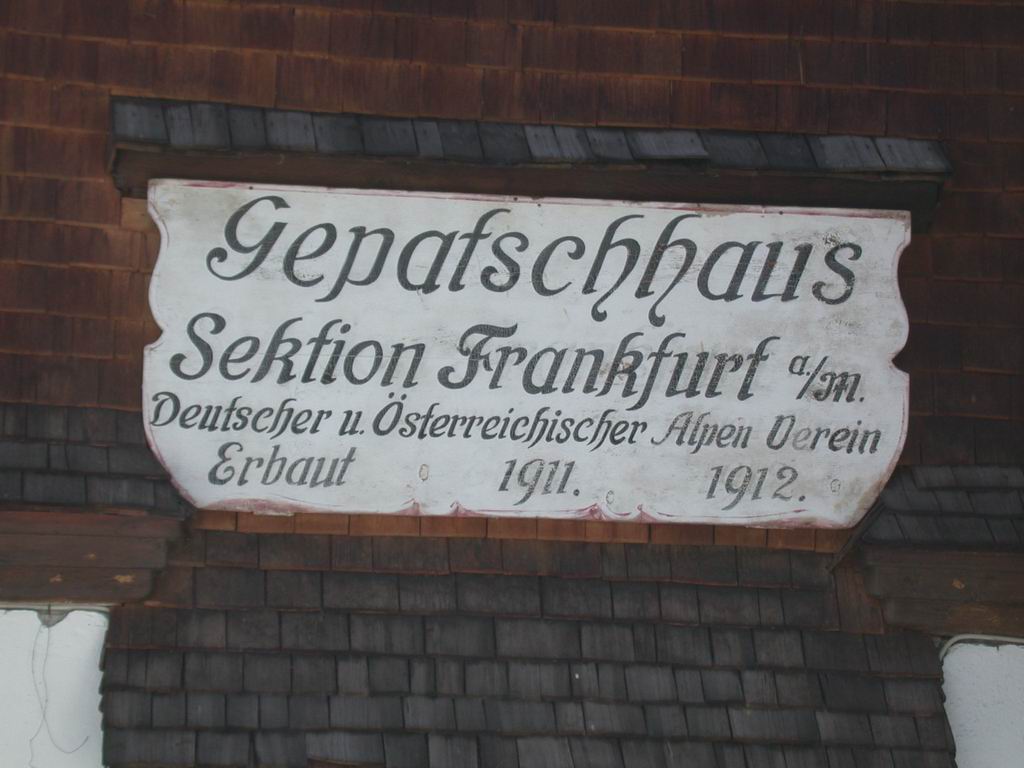 Gepatschhaus
Sektion Frankfurt a./M.
Deutscher u. Österreichischer Alpen Verein
Erbaut 1911. 1912.